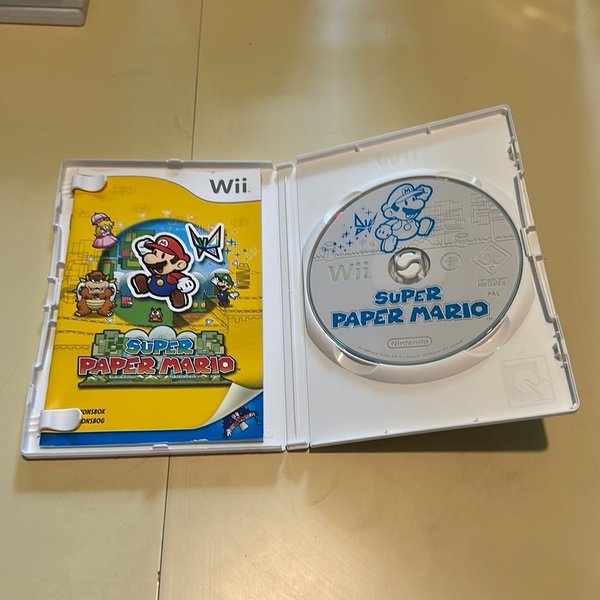 Wii
SUPER
PAPER MARIO
ONSBOK
ONSBOG
Wii
Wii
PAL
SUPER
PAPER MARIO
Nintendo